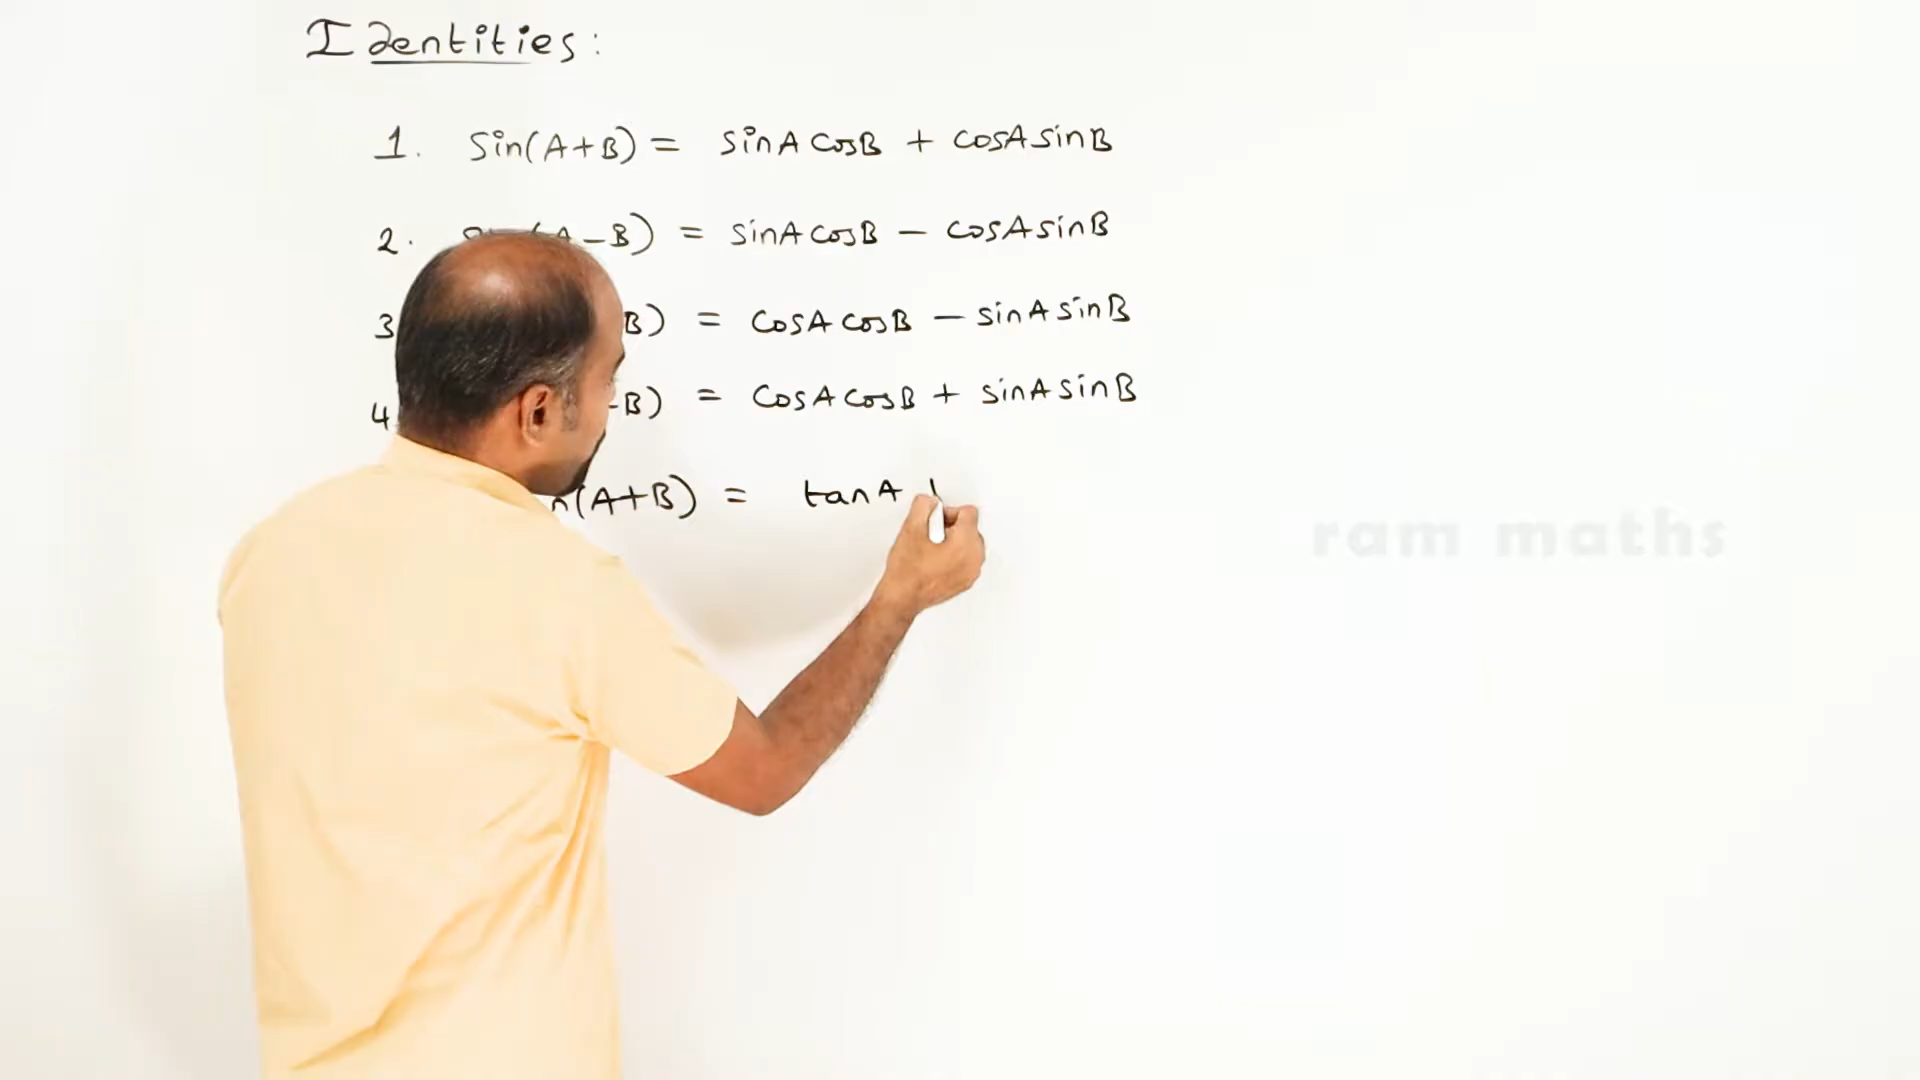 Identities:
1. Sin(A+B) = sinA cosB + cosA sinB
2. (A-B) = sinA cosB - cosA sinB
3 B) = cosA cosB - sinA sinB
4 -B) = cosA cosB + sinA sinB
n(A+B) = tanA
ram maths